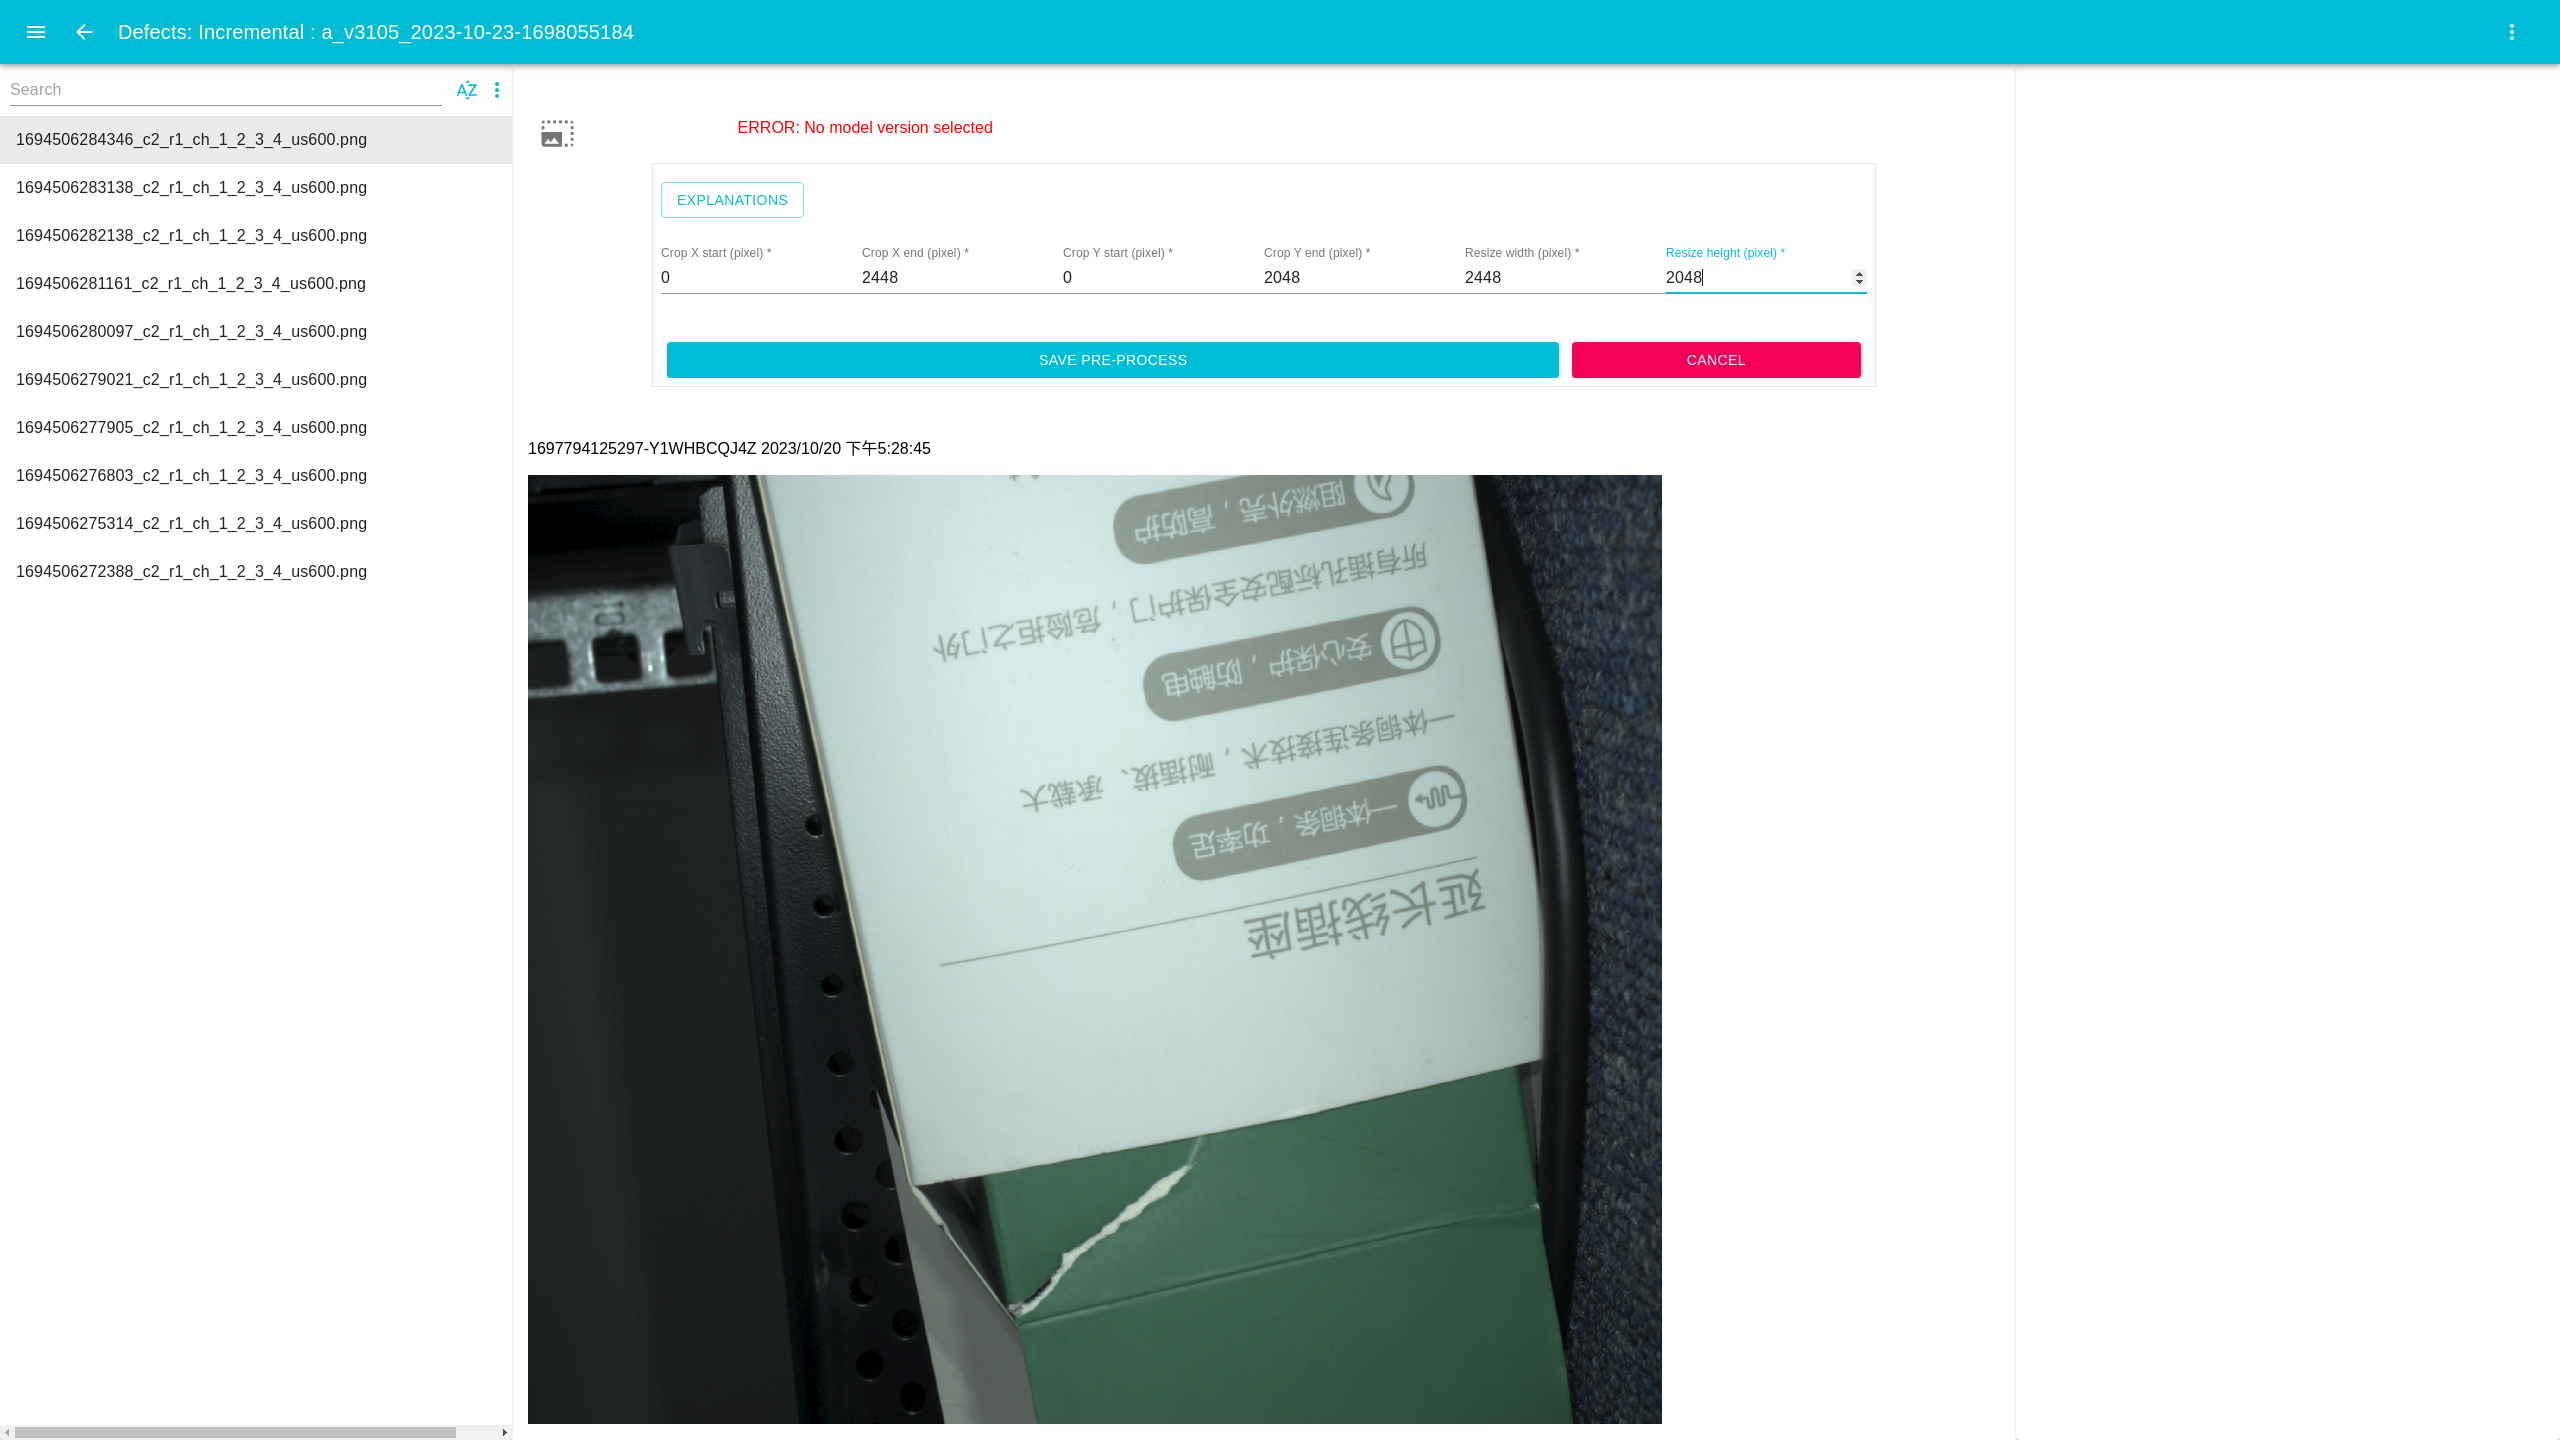 Defects: Incremental : a_v3105_2023-10-23-1698055184
Search
AZ
1694506284346_c2_r1_ch_1_2_3_4_us600.png
1694506283138_c2_r1_ch_1_2_3_4_us600.png
1694506282138_c2_r1_ch_1_2_3_4_us600.png
1694506281161_c2_r1_ch_1_2_3_4_us600.png
1694506280097_c2_r1_ch_1_2_3_4_us600.png
1694506279021_c2_r1_ch_1_2_3_4_us600.png
1694506277905_c2_r1_ch_1_2_3_4_us600.png
1694506276803_c2_r1_ch_1_2_3_4_us600.png
1694506275314_c2_r1_ch_1_2_3_4_us600.png
1694506272388_c2_r1_ch_1_2_3_4_us600.png
ERROR: No model version selected
EXPLANATIONS
Crop X start (pixel) * Crop X end (pixel) * Crop Y start (pixel) * Crop Y end (pixel) * Resize width (pixel) * Resize height (pixel) *
0 2448 0 2048 2448 2048
SAVE PRE-PROCESS CANCEL
1697794125297-Y1WHBCQJ4Z 2023/10/20 下午5:28:45
延长线插座
一体铜条，功率足
一体铜条连接技术，耐插拔、承载大
安心保护，防触电
所有插孔标配安全保护门，危险拒之门外
阻燃外壳，高防护